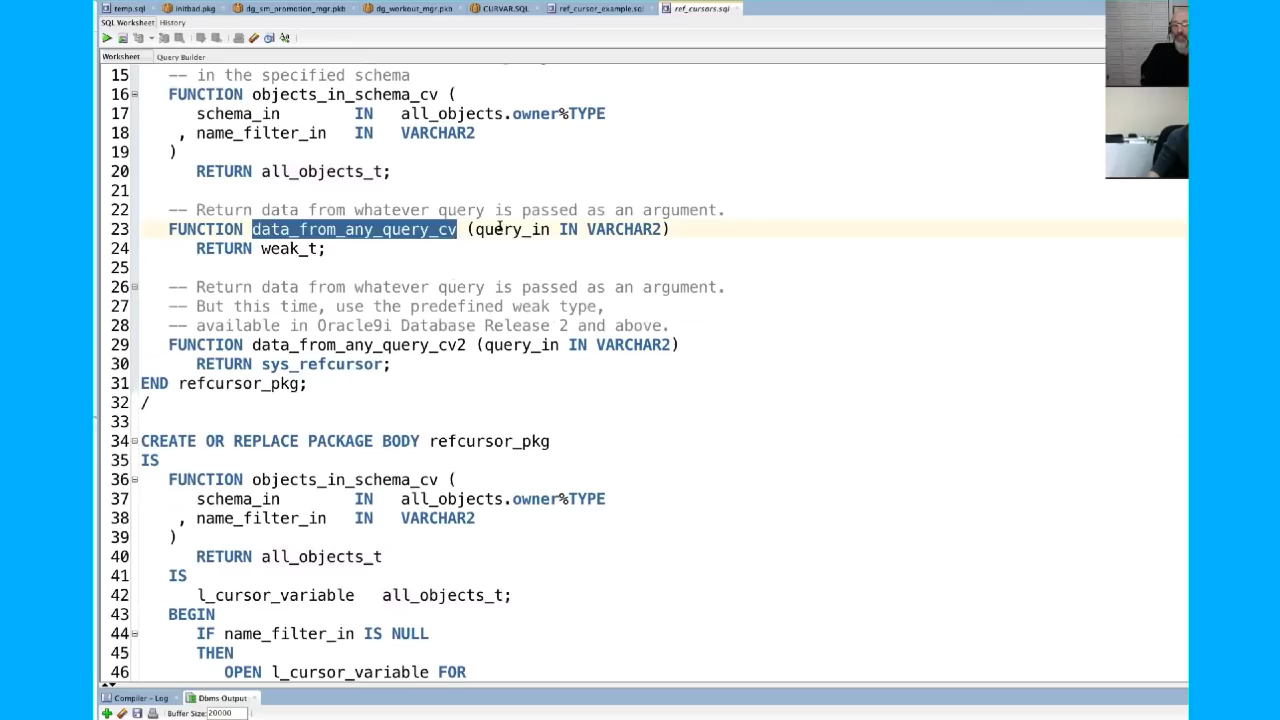 temp.sql initbad.pkg dg_sm_promotion_mgr.pkb dg_workout_mgr.pkb CURVAR.SQL ref_cursor_example.sql ref_cursors.sql
SQL Worksheet History
Worksheet Query Builder
15 -- in the specified schema
16 FUNCTION objects_in_schema_cv (
17 schema_in IN all_objects.owner%TYPE
18 , name_filter_in IN VARCHAR2
19 )
20 RETURN all_objects_t;
21
22 -- Return data from whatever query is passed as an argument.
23 FUNCTION data_from_any_query_cv (query_in IN VARCHAR2)
24 RETURN weak_t;
25
26 -- Return data from whatever query is passed as an argument.
27 -- But this time, use the predefined weak type,
28 -- available in Oracle9i Database Release 2 and above.
29 FUNCTION data_from_any_query_cv2 (query_in IN VARCHAR2)
30 RETURN sys_refcursor;
31 END refcursor_pkg;
32 /
33
34 CREATE OR REPLACE PACKAGE BODY refcursor_pkg
35 IS
36 FUNCTION objects_in_schema_cv (
37 schema_in IN all_objects.owner%TYPE
38 , name_filter_in IN VARCHAR2
39 )
40 RETURN all_objects_t
41 IS
42 l_cursor_variable all_objects_t;
43 BEGIN
44 IF name_filter_in IS NULL
45 THEN
46 OPEN l_cursor_variable FOR
Compiler - Log Dbms Output
Buffer Size: 20000